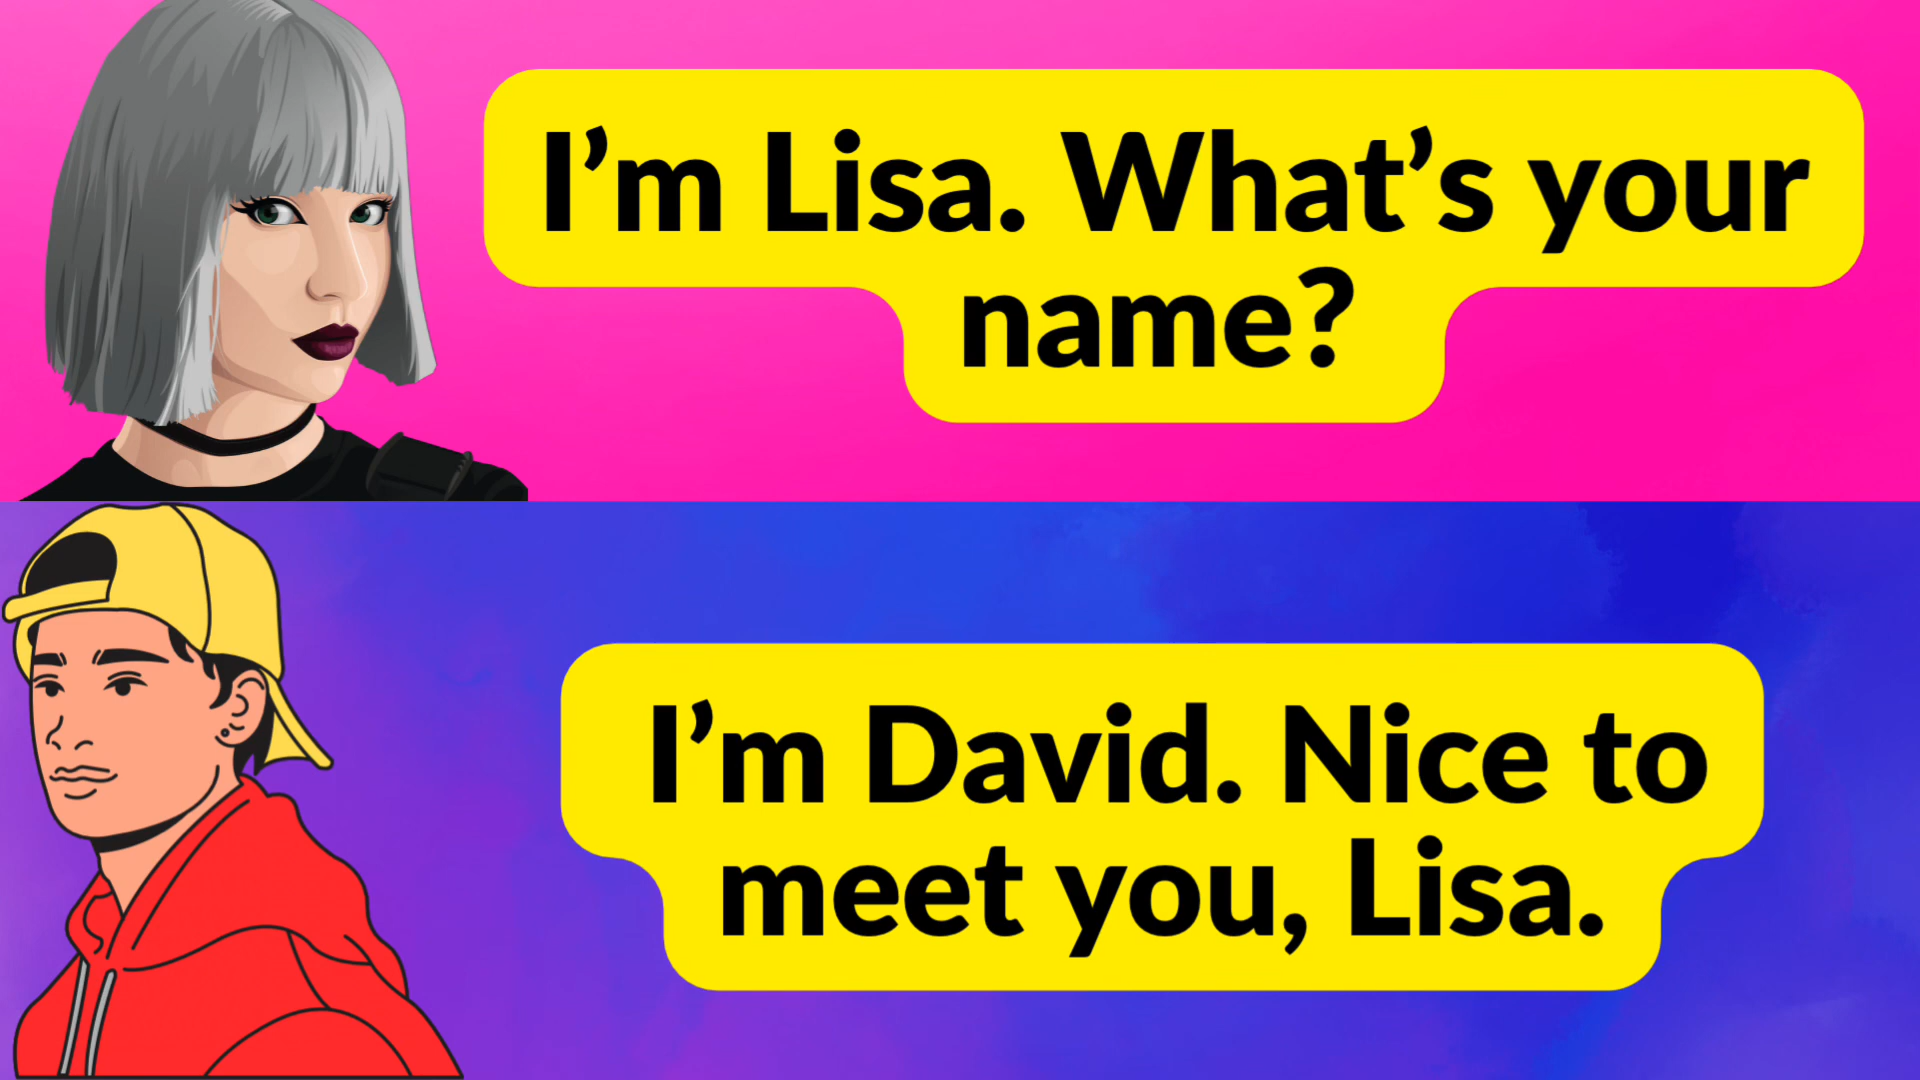 I’m Lisa. What’s your
name?
I’m David. Nice to
meet you, Lisa.